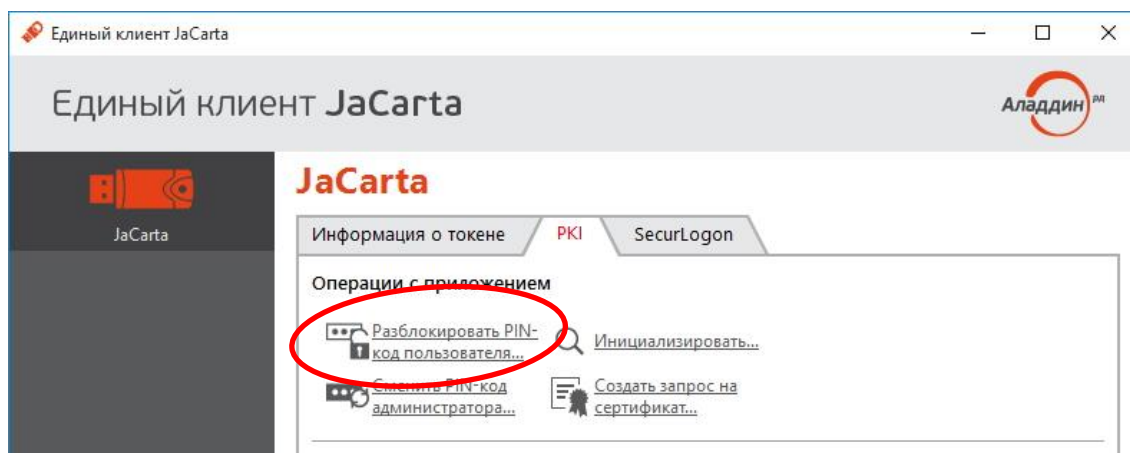 Единый клиент JaCarta
Единый клиент JaCarta
Аладдин РД
JaCarta
JaCarta
Информация о токене PKI SecurLogon
Операции с приложением
Разблокировать PIN-
код пользователя...
Инициализировать...
Сменить PIN-код
администратора...
Создать запрос на
сертификат...